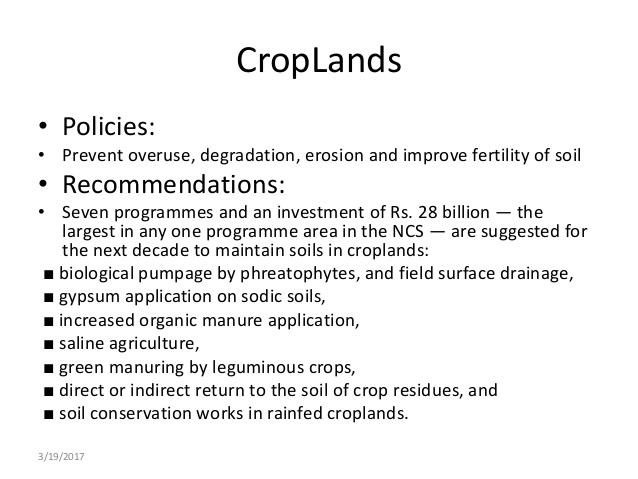 CropLands
• Policies:
• Prevent overuse, degradation, erosion and improve fertility of soil
• Recommendations:
• Seven programmes and an investment of Rs. 28 billion — the
largest in any one programme area in the NCS — are suggested for
the next decade to maintain soils in croplands:
■ biological pumpage by phreatophytes, and field surface drainage,
■ gypsum application on sodic soils,
■ increased organic manure application,
■ saline agriculture,
■ green manuring by leguminous crops,
■ direct or indirect return to the soil of crop residues, and
■ soil conservation works in rainfed croplands.
3/19/2017